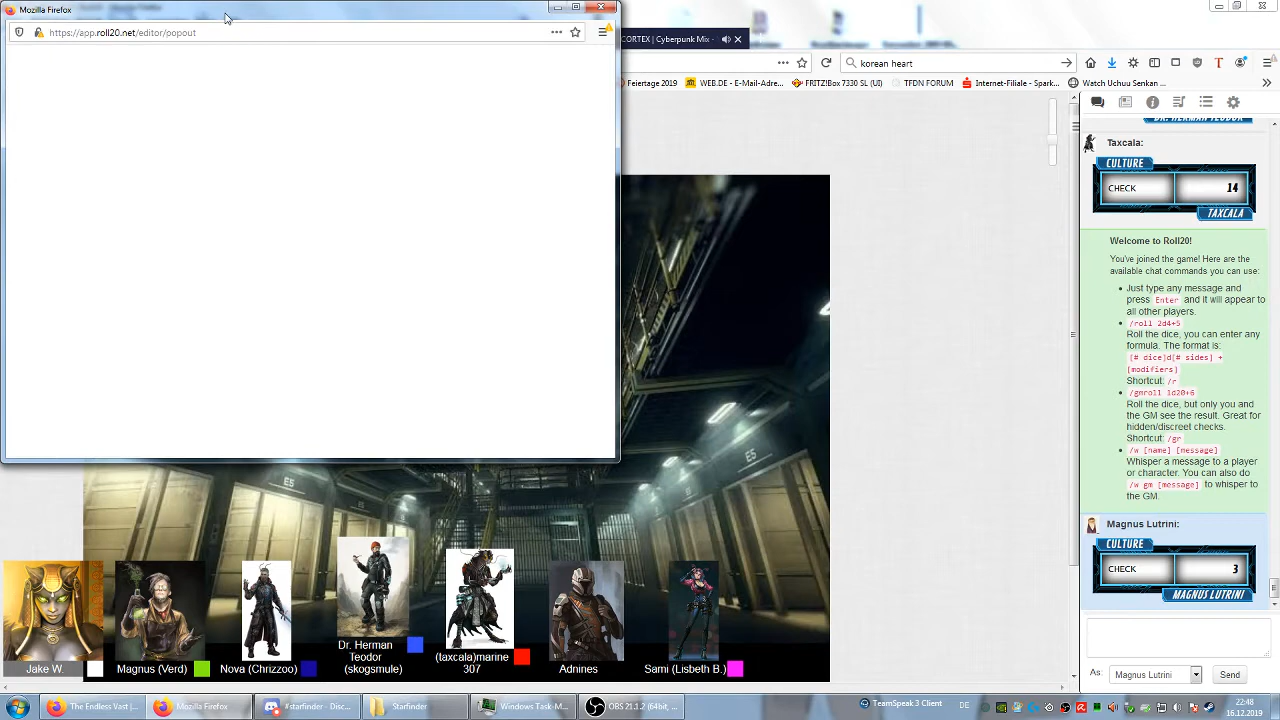 Mozilla Firefox
https://app.roll20.net/editor/popout
CORTEX | Cyberpunk Mix -
korean heart
Feiertage 2019
WEB.DE - E-Mail-Adre...
FRITZ!Box 7330 SL (UI)
TFDN FORUM
Internet-Filiale - Spark...
Watch Uchuu Senkan ...
DR. HERMAN TEODOR
Taxcala:
CULTURE
CHECK
14
TAXCALA
Welcome to Roll20!
You've joined the game! Here are the
available chat commands you can use:
Just type any message and
press Enter and it will appear to
all other players.
/roll 2d4+5
Roll the dice, you can enter any
formula. The format is:
[# dice]d[# sides] +
[modifiers]
Shortcut: /r
/gmroll 1d20+6
Roll the dice, but only you and
the GM see the result. Great for
hidden/discreet checks.
Shortcut: /gr
/w [name] [message]
Whisper a message to a player
or character. You can also do
/w gm [message] to whisper to
the GM.
Magnus Lutrini:
CULTURE
CHECK
3
MAGNUS LUTRINI
As:
Magnus Lutrini
Send
E5
E5
E5
Jake W.
Magnus (Verd)
Nova (Chrizzoo)
Dr. Herman
Teodor
(skogsmule)
(taxcala)marine
307
Adnines
Sami (Lisbeth B.)
The Endless Vast | ...
Mozilla Firefox
#starfinder - Disc...
Starfinder
Windows Task-M...
OBS 21.1.2 (64bit, ...
TeamSpeak 3 Client
DE
22:48
16.12.2019